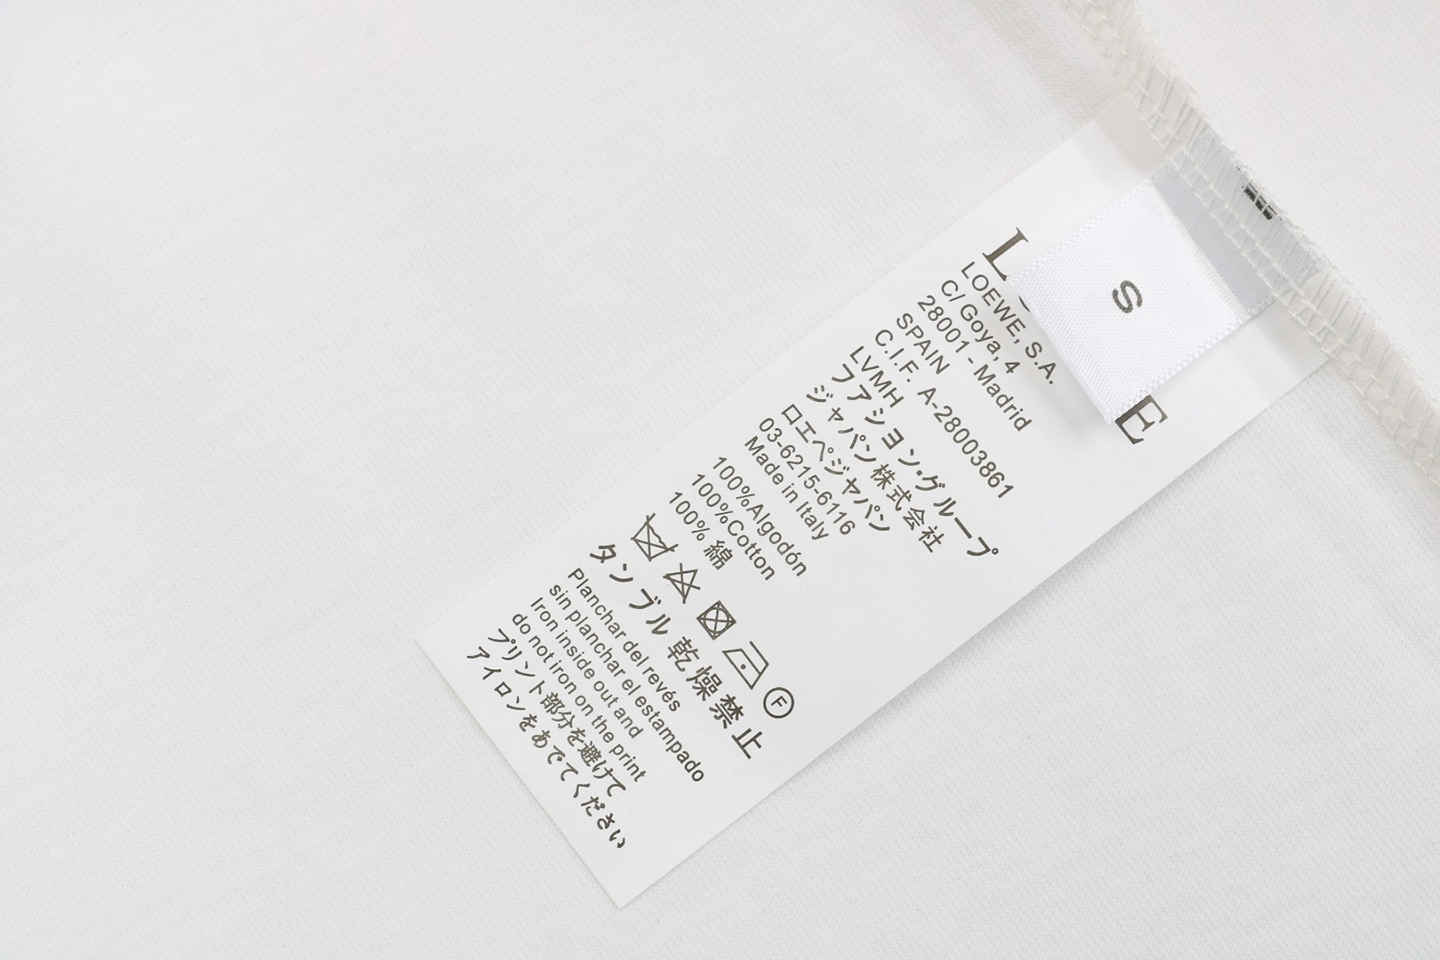 S
LOEWE, S.A.
C/ Goya, 4
28001 - Madrid
SPAIN
C.I.F. A-28003861
LVMH
ファション・グループ
ジャパン株式会社
ロエペジャパン
03-6215-6116
Made in Italy
100%Algodón
100%Cotton
100% 綿
F
タンブル 乾燥禁止
Planchar del revés
sin planchar el estampado
Iron inside out and
do not iron on the print
プリント部分を避けて
アイロンをあでてください